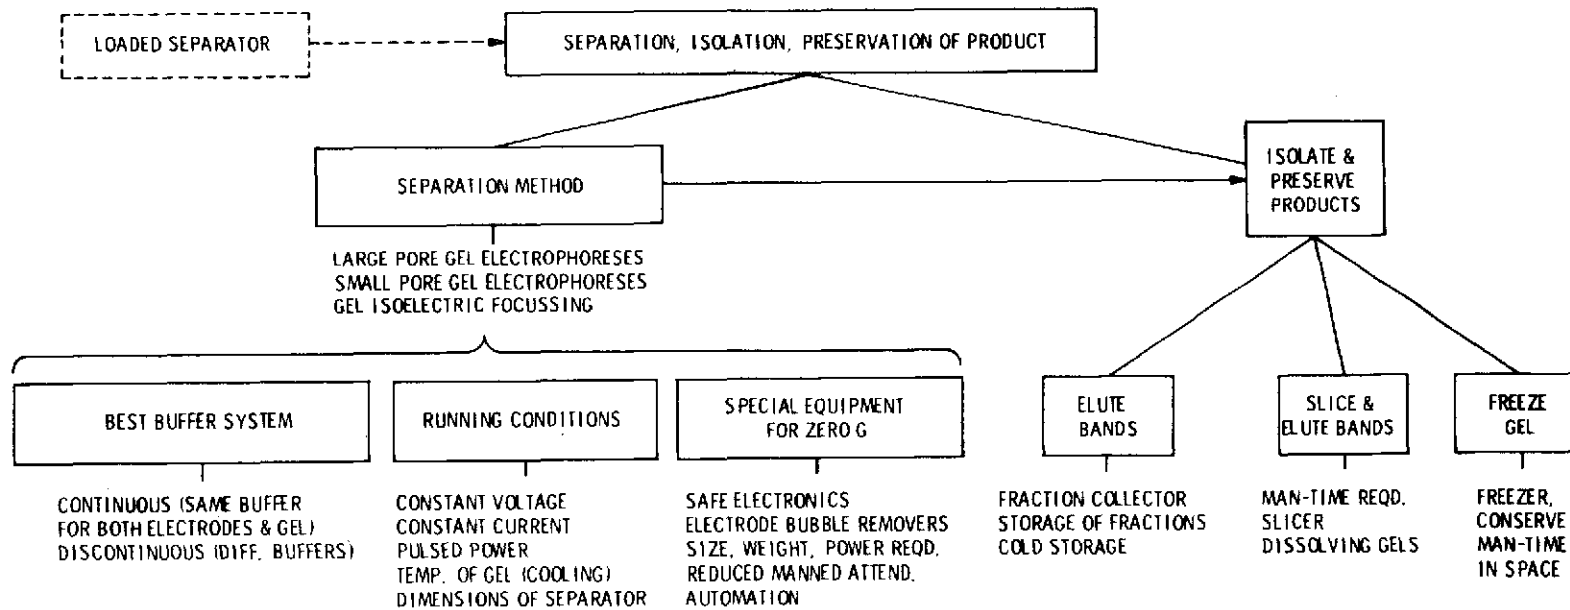 LOADED SEPARATOR
SEPARATION, ISOLATION, PRESERVATION OF PRODUCT
SEPARATION METHOD
ISOLATE &
PRESERVE
PRODUCTS
LARGE PORE GEL ELECTROPHORESES
SMALL PORE GEL ELECTROPHORESES
GEL ISOELECTRIC FOCUSSING
BEST BUFFER SYSTEM
RUNNING CONDITIONS
SPECIAL EQUIPMENT
FOR ZERO G
ELUTE
BANDS
SLICE &
ELUTE BANDS
FREEZE
GEL
CONTINUOUS (SAME BUFFER
FOR BOTH ELECTRODES & GEL)
DISCONTINUOUS (DIFF. BUFFERS)
CONSTANT VOLTAGE
CONSTANT CURRENT
PULSED POWER
TEMP. OF GEL (COOLING)
DIMENSIONS OF SEPARATOR
SAFE ELECTRONICS
ELECTRODE BUBBLE REMOVERS
SIZE, WEIGHT, POWER REQD.
REDUCED MANNED ATTEND.
AUTOMATION
FRACTION COLLECTOR
STORAGE OF FRACTIONS
COLD STORAGE
MAN-TIME REQD.
SLICER
DISSOLVING GELS
FREEZER,
CONSERVE
MAN-TIME
IN SPACE